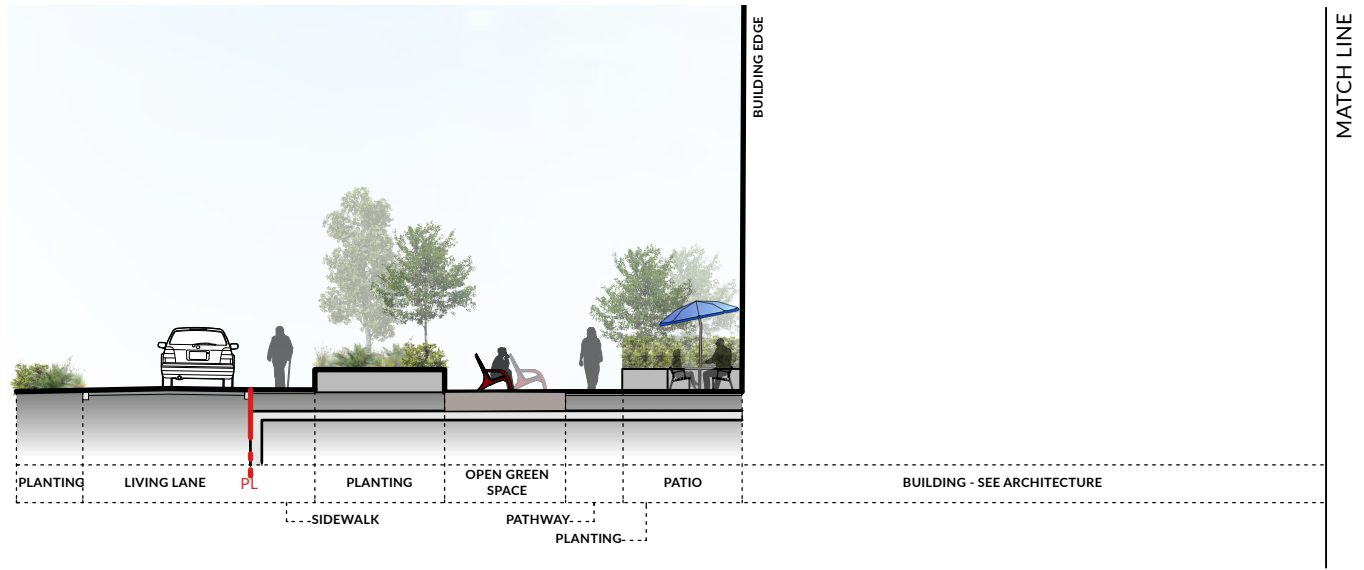 BUILDING EDGE
MATCH LINE
PLANTING
LIVING LANE
PL
PLANTING
OPEN GREEN
SPACE
PATIO
BUILDING - SEE ARCHITECTURE
SIDEWALK
PATHWAY
PLANTING